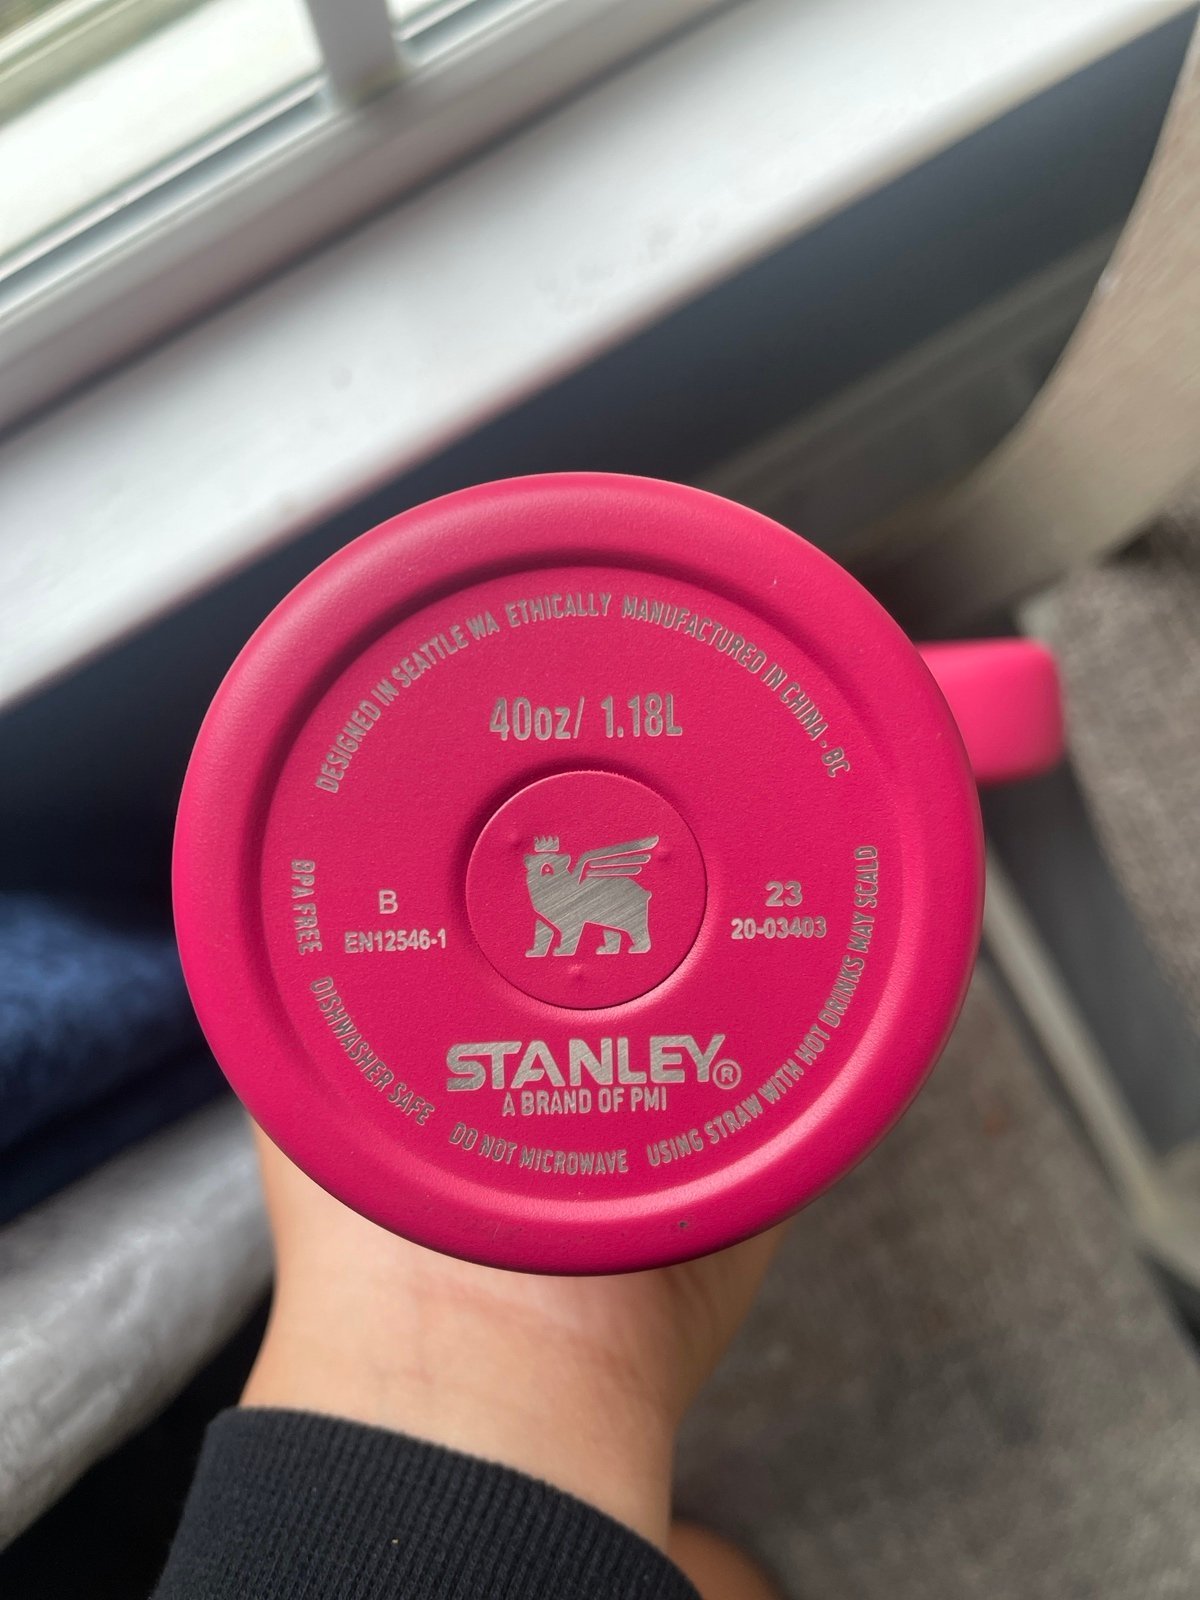 DESIGNED IN SEATTLE WA ETHICALLY MANUFACTURED IN CHINA · BC
40oz/ 1.18L
B
EN12546-1
23
20-03403
STANLEY®
A BRAND OF PMI
BPA FREE DISHWASHER SAFE DO NOT MICROWAVE USING STRAW WITH HOT DRINKS MAY SCALD